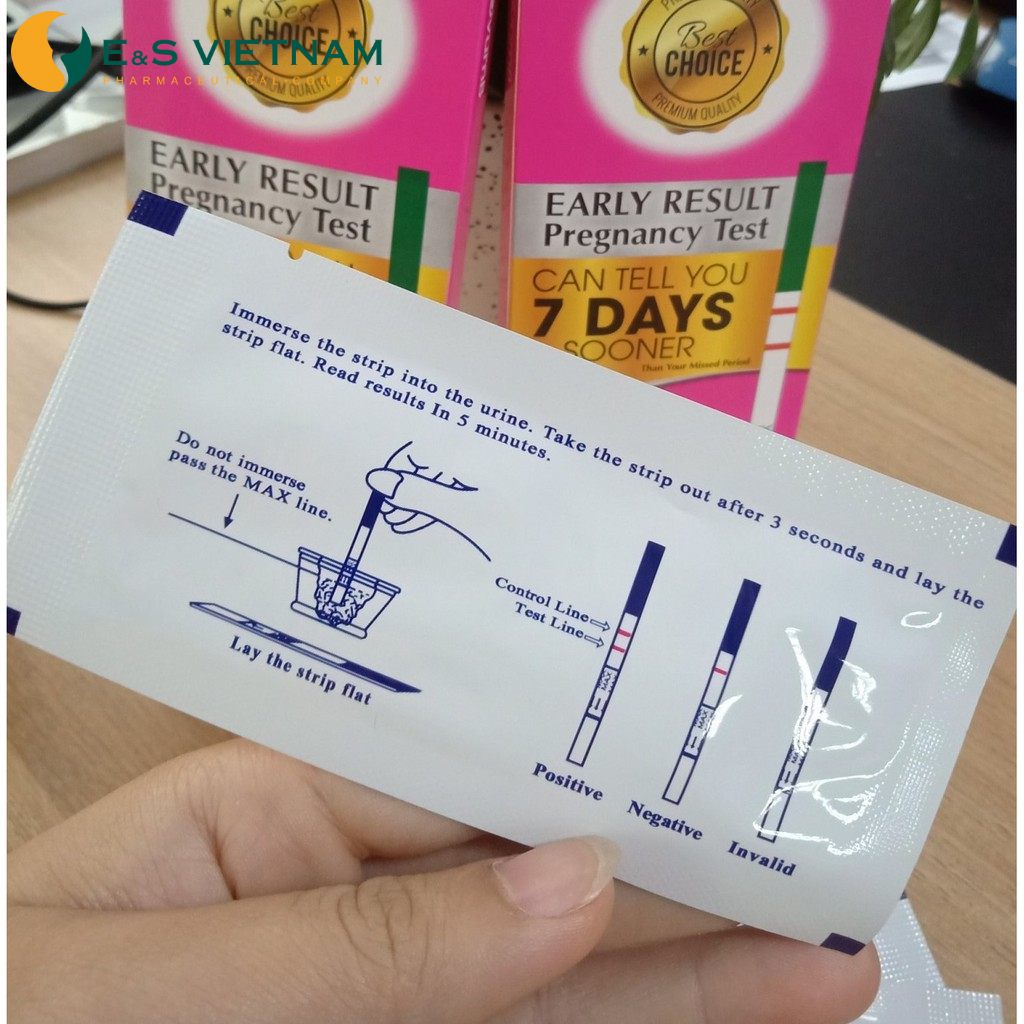 E&S VIETNAM
PHARMACEUTICAL COMPANY
Best
CHOICE
PREMIUM QUALITY
EARLY RESULT
Pregnancy Test
Best
CHOICE
PREMIUM QUALITY
EARLY RESULT
Pregnancy Test
CAN TELL YOU
7 DAYS
SOONER
Than Your Missed Period
Immerse the strip into the urine. Take the strip out after 3 seconds and lay the
strip flat. Read results In 5 minutes.
Do not immerse
pass the MAX line.
Lay the strip flat
Control Line
Test Line
MAX
MAX
MAX
Positive
Negative
Invalid